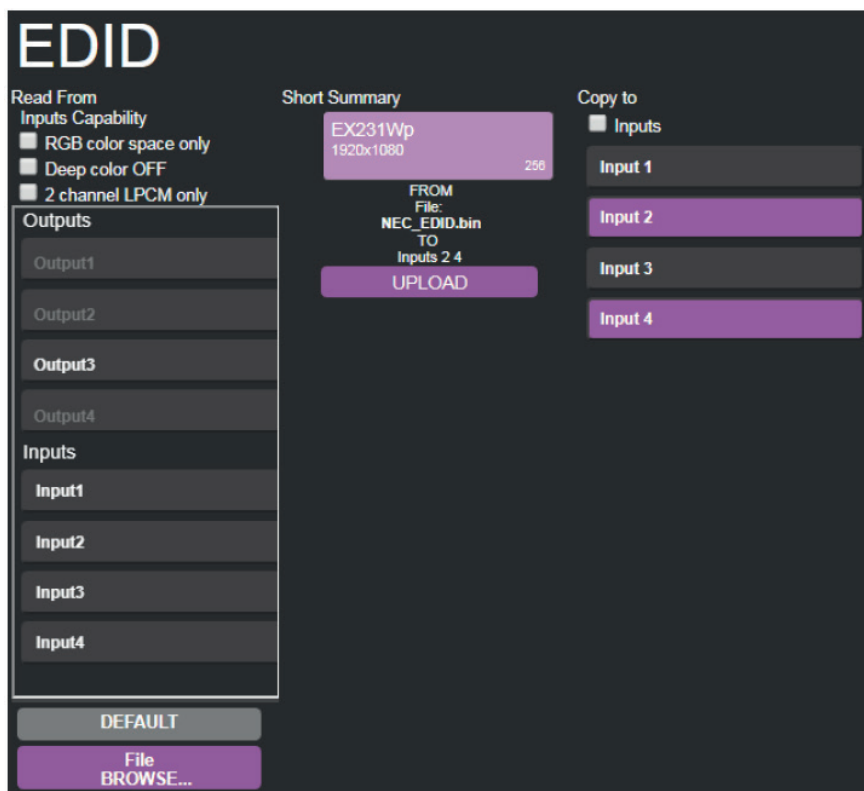 EDID
Read From
Inputs Capability
RGB color space only
Deep color OFF
2 channel LPCM only
Outputs
Output1
Output2
Output3
Output4
Inputs
Input1
Input2
Input3
Input4
DEFAULT
File
BROWSE...
Short Summary
EX231Wp
1920x1080
256
FROM
File:
NEC_EDID.bin
TO
Inputs 2 4
UPLOAD
Copy to
Inputs
Input 1
Input 2
Input 3
Input 4